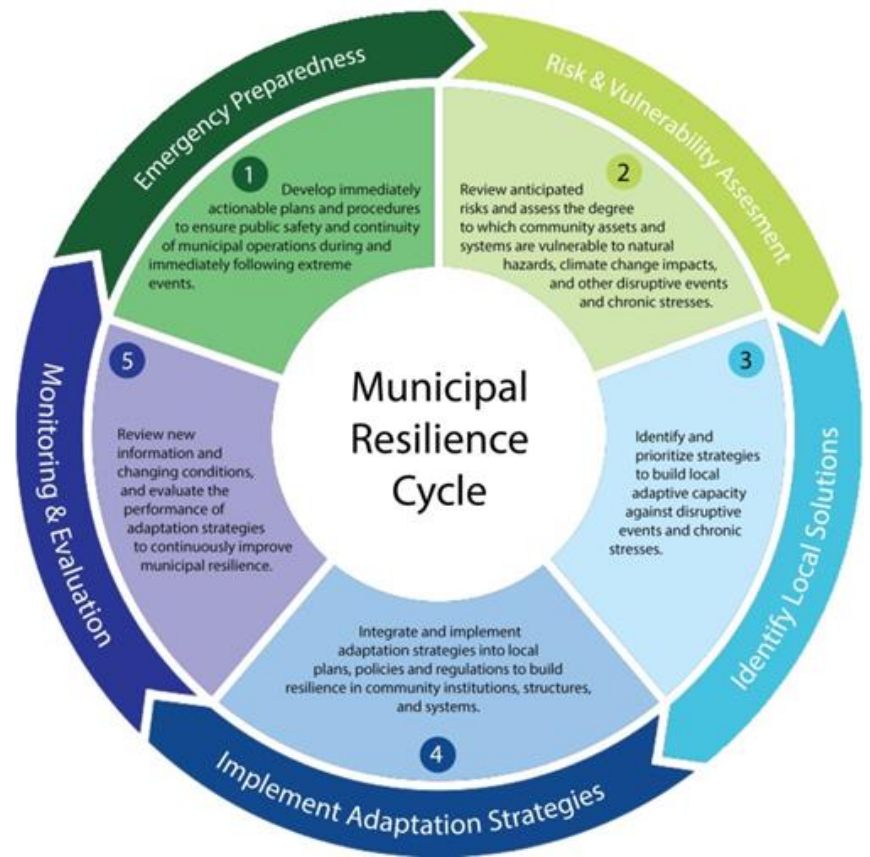 Municipal
Resilience
Cycle
Emergency Preparedness
1
Develop immediately
actionable plans and procedures
to ensure public safety and continuity
of municipal operations during and
immediately following extreme
events.
Risk & Vulnerability Assesment
2
Review anticipated
risks and assess the degree
to which community assets and
systems are vulnerable to natural
hazards, climate change impacts,
and other disruptive events
and chronic stresses.
Identify Local Solutions
3
Identify and
prioritize strategies
to build local
adaptive capacity
against disruptive
events and chronic
stresses.
Implement Adaptation Strategies
Integrate and implement
adaptation strategies into local
plans, policies and regulations to build
resilience in community institutions, structures,
and systems.
4
Monitoring & Evaluation
5
Review new
information and
changing conditions,
and evaluate the
performance of
adaptation strategies
to continuously improve
municipal resilience.